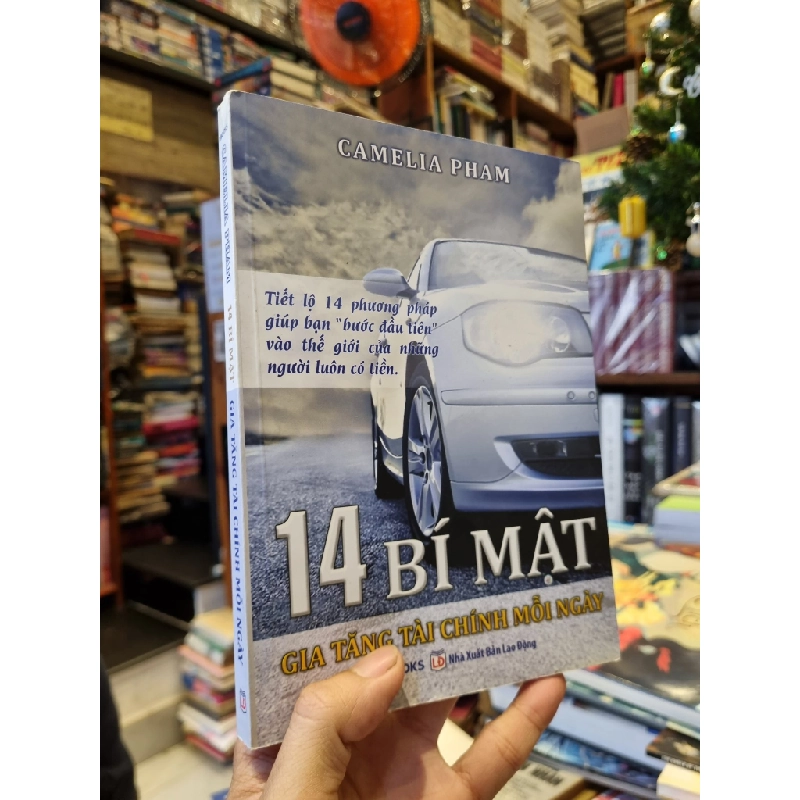 CAMELIA PHAM
Tiết lộ 14 phương pháp
giúp bạn "bước đầu tiên"
vào thế giới của những
người luôn có tiền.
14 BÍ MẬT
GIA TĂNG TÀI CHÍNH MỖI NGÀY
OKS Nhà Xuất Bản Lao Động
14 BÍ MẬT GIA TĂNG TÀI CHÍNH MỖI NGÀY